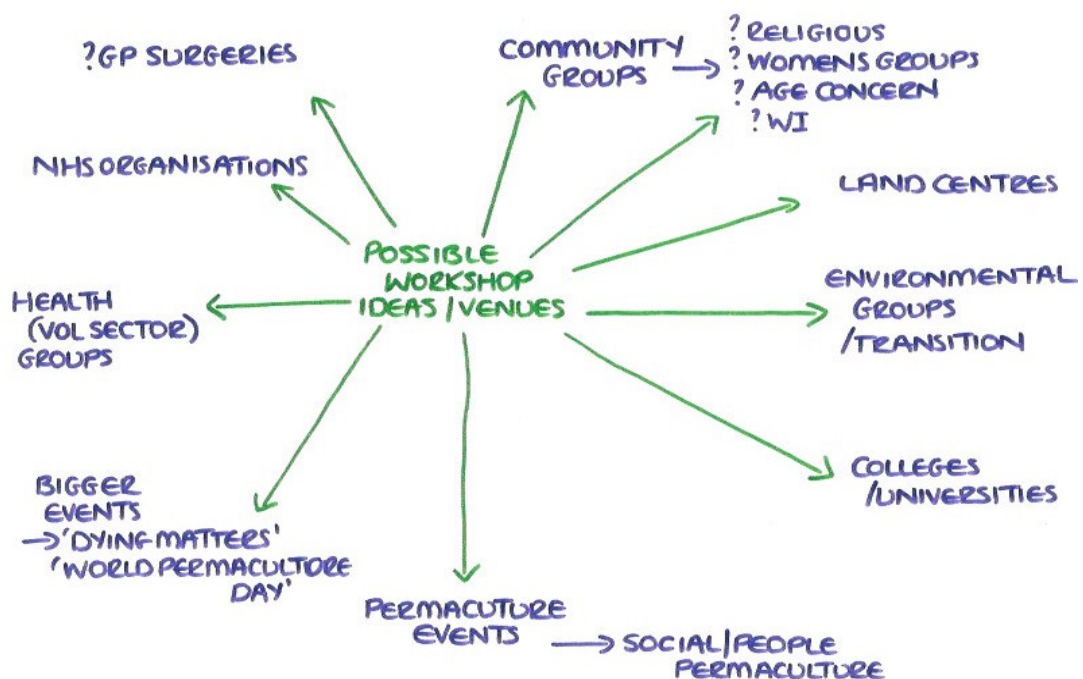 ?GP SURGERIES
COMMUNITY
GROUPS →
? RELIGIOUS
? WOMENS GROUPS
? AGE CONCERN
? WI
NHS ORGANISATIONS
LAND CENTRES
POSSIBLE
WORKSHOP
IDEAS/VENUES
HEALTH
(VOL SECTOR)
GROUPS
ENVIRONMENTAL
GROUPS
/TRANSITION
COLLEGES
/UNIVERSITIES
BIGGER
EVENTS
→ 'DYING MATTERS'
'WORLD PERMACULTURE
DAY'
PERMACUTURE
EVENTS →
SOCIAL/PEOPLE
PERMACULTURE